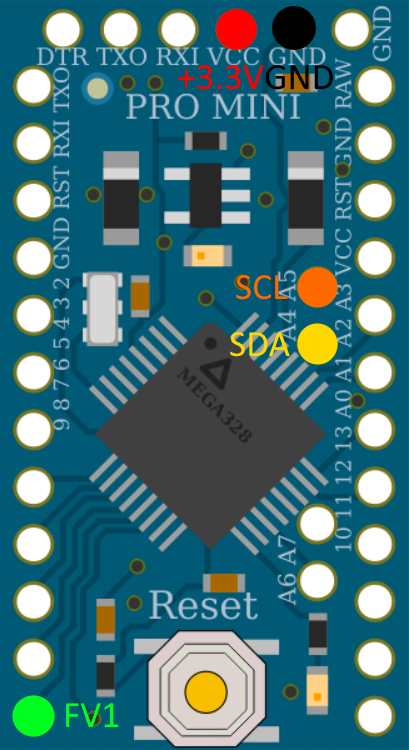 DTR TXO RXI VCC GND
GND
+3.3V GND
PRO MINI
TXO
RXI
RST
GND
2
3
4
5
6
7
8
9
RAW
GND
RST
VCC
A3
A2
A1
A0
13
12
11
10
SCL
A5
SDA
A4
MEGA328
A6 A7
Reset
FV1